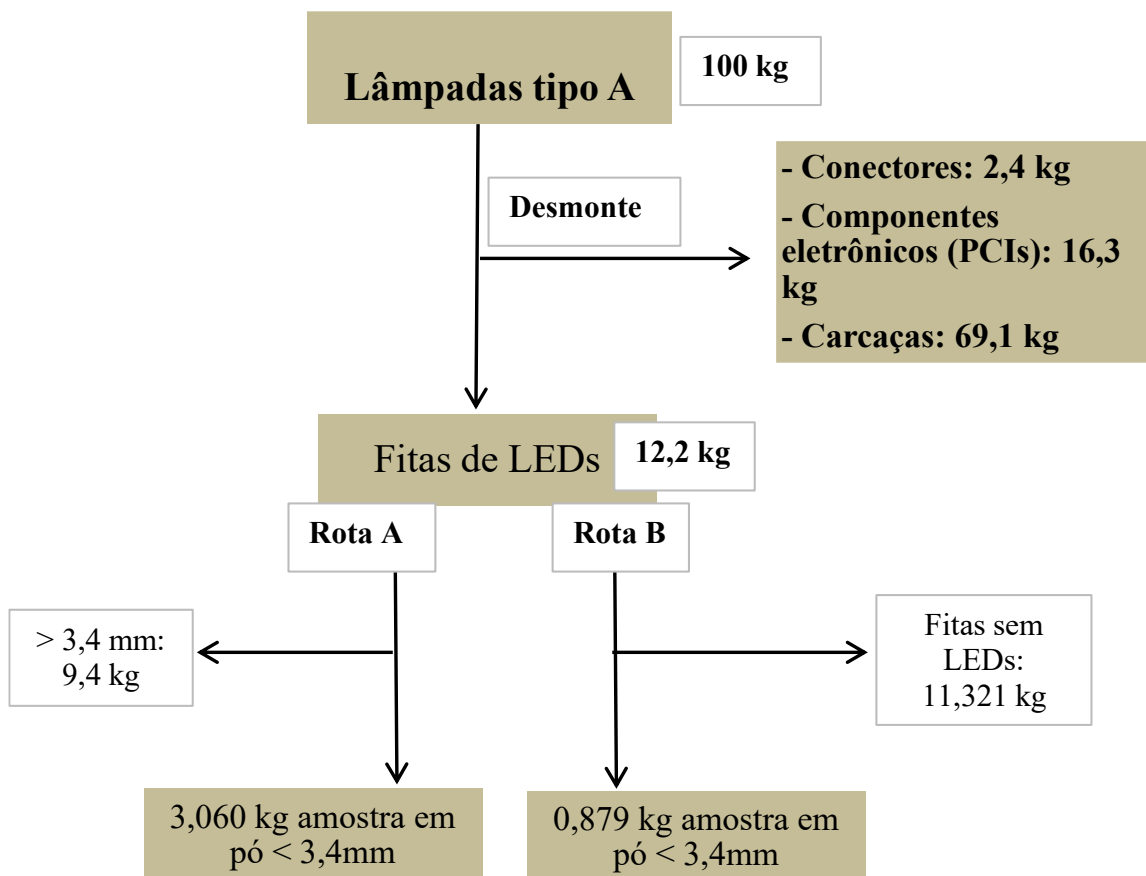 Lâmpadas tipo A
100 kg
Desmonte
- Conectores: 2,4 kg
- Componentes
eletrônicos (PCIs): 16,3
kg
- Carcaças: 69,1 kg
Fitas de LEDs
12,2 kg
Rota A
Rota B
> 3,4 mm:
9,4 kg
Fitas sem
LEDs:
11,321 kg
3,060 kg amostra em
pó < 3,4mm
0,879 kg amostra em
pó < 3,4mm